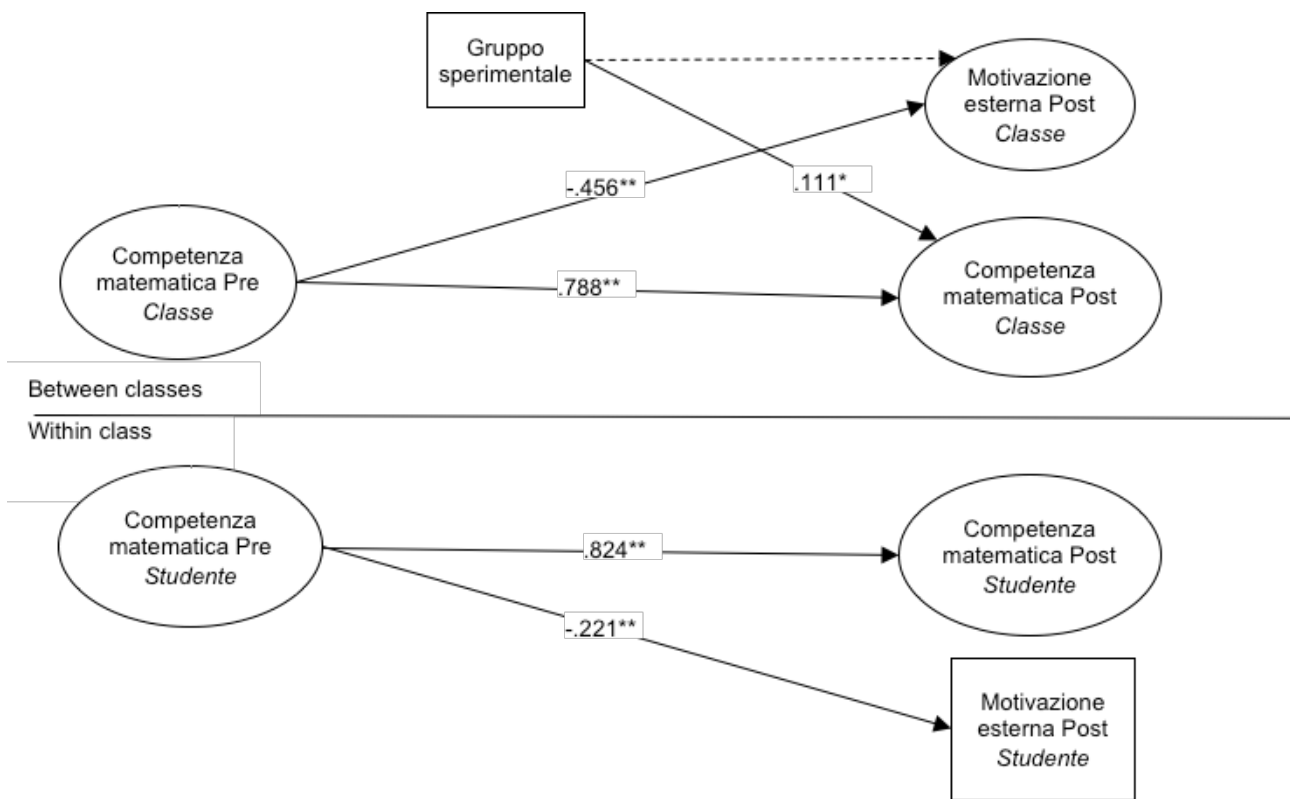 Gruppo
sperimentale
Motivazione
esterna Post
Classe
-.456**
.111*
Competenza
matematica Pre
Classe
.788**
Competenza
matematica Post
Classe
Between classes
Within class
Competenza
matematica Pre
Studente
.824**
Competenza
matematica Post
Studente
-.221**
Motivazione
esterna Post
Studente